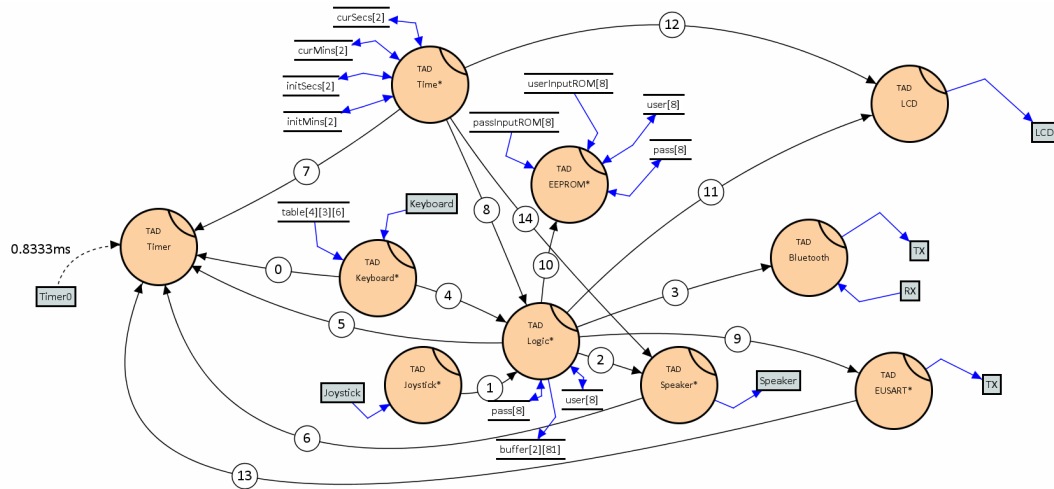 curSecs[2]
curMins[2]
initSecs[2]
initMins[2]
TAD
Time*
12
TAD
LCD
LCD
userInputROM[8]
user[8]
passInputROM[8]
pass[8]
TAD
EEPROM*
7
8
14
11
table[4][3][6]
Keyboard
0.8333ms
TAD
Timer
Timer0
0
TAD
Keyboard*
4
10
3
TAD
Bluetooth
TX
RX
5
TAD
Logic*
2
9
TAD
Joystick*
1
Joystick
pass[8]
user[8]
buffer[2][81]
TAD
Speaker*
Speaker
TAD
EUSART*
TX
6
13